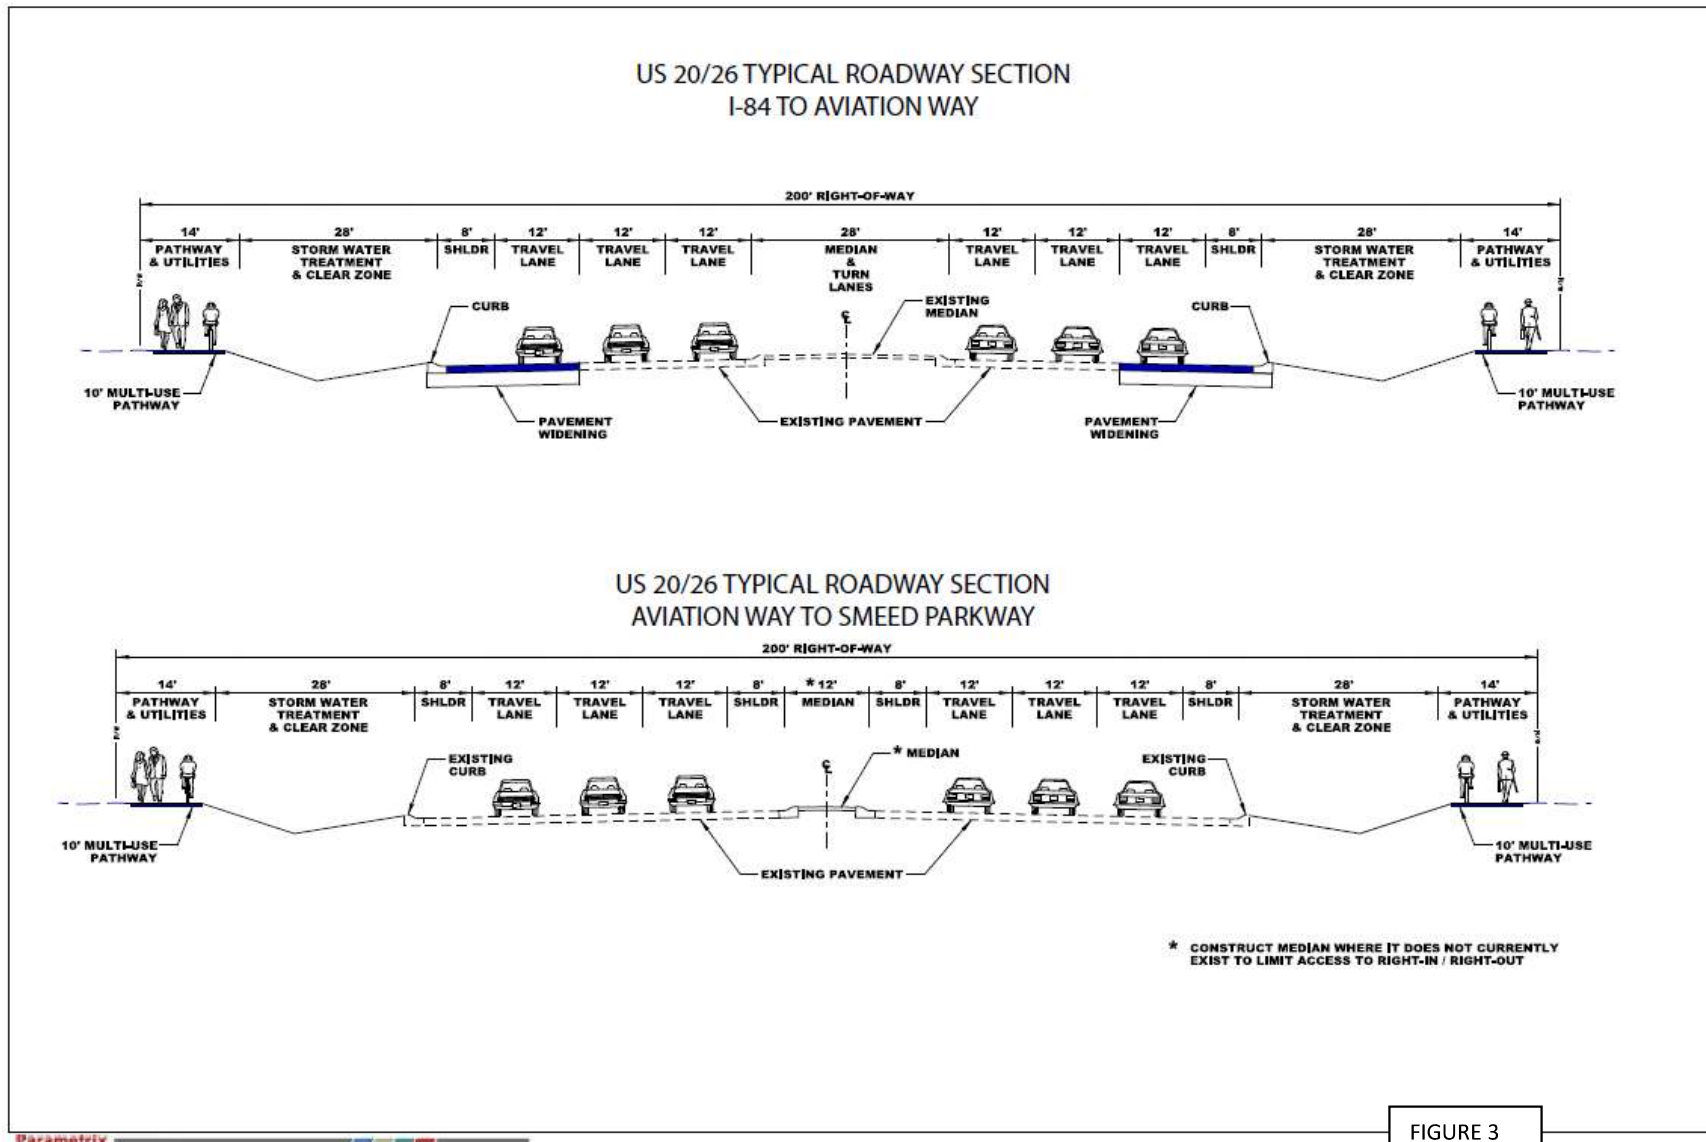 US 20/26 TYPICAL ROADWAY SECTION
I-84 TO AVIATION WAY
200' RIGHT-OF-WAY
14' 28' 8' 12' 12' 12' 28' 12' 12' 12' 8' 28' 14'
PATHWAY STORM WATER SHLDR TRAVEL TRAVEL TRAVEL MEDIAN TRAVEL TRAVEL TRAVEL SHLDR STORM WATER PATHWAY
& UTILITIES TREATMENT LANE LANE LANE & LANE LANE LANE TREATMENT & UTILITIES
& CLEAR ZONE TURN & CLEAR ZONE
LANES
R/W R/W
CURB EXISTING CURB
MEDIAN
℄
10' MULTI-USE 10' MULTI-USE
PATHWAY PATHWAY
PAVEMENT EXISTING PAVEMENT PAVEMENT
WIDENING WIDENING
US 20/26 TYPICAL ROADWAY SECTION
AVIATION WAY TO SMEED PARKWAY
200' RIGHT-OF-WAY
14' 28' 8' 12' 12' 12' 8' * 12' 8' 12' 12' 12' 8' 28' 14'
PATHWAY STORM WATER SHLDR TRAVEL TRAVEL TRAVEL SHLDR MEDIAN SHLDR TRAVEL TRAVEL TRAVEL SHLDR STORM WATER PATHWAY
& UTILITIES TREATMENT LANE LANE LANE LANE LANE LANE TREATMENT & UTILITIES
& CLEAR ZONE & CLEAR ZONE
R/W R/W
EXISTING * MEDIAN EXISTING
CURB CURB
℄
10' MULTI-USE 10' MULTI-USE
PATHWAY PATHWAY
EXISTING PAVEMENT
* CONSTRUCT MEDIAN WHERE IT DOES NOT CURRENTLY
EXIST TO LIMIT ACCESS TO RIGHT-IN / RIGHT-OUT
FIGURE 3
Parametrix